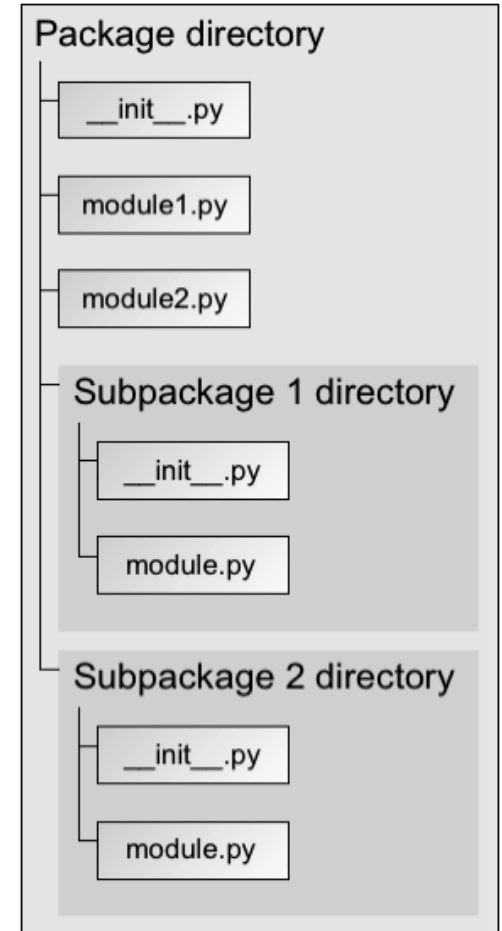 Package directory
__init__.py
module1.py
module2.py
Subpackage 1 directory
__init__.py
module.py
Subpackage 2 directory
__init__.py
module.py